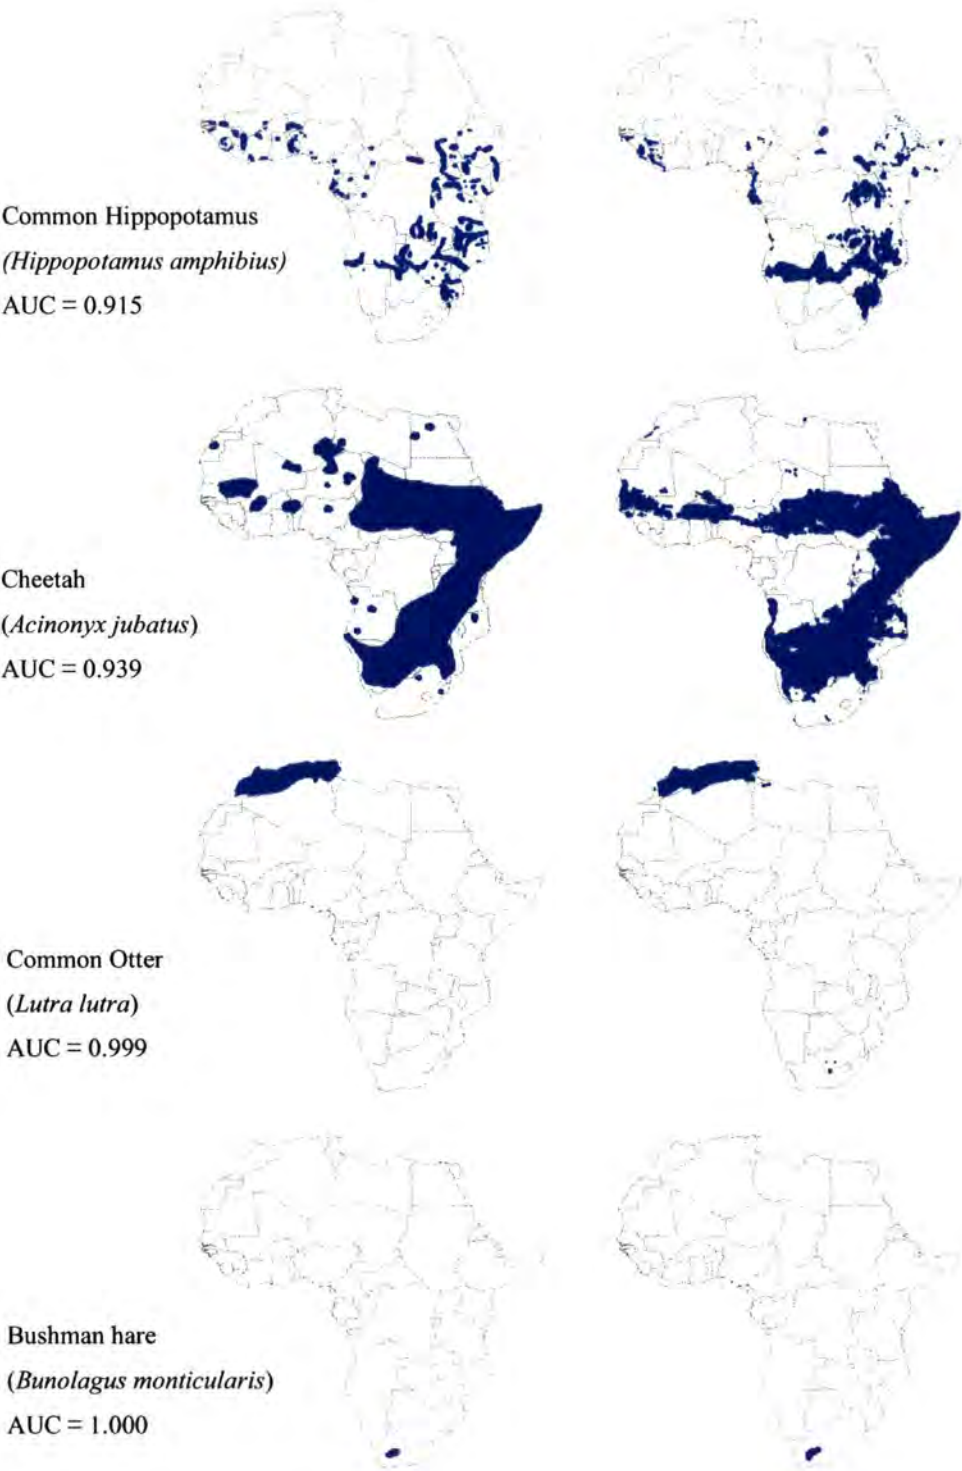 Common Hippopotamus
(Hippopotamus amphibius)
AUC = 0.915
Cheetah
(Acinonyx jubatus)
AUC = 0.939
Common Otter
(Lutra lutra)
AUC = 0.999
Bushman hare
(Bunolagus monticularis)
AUC = 1.000